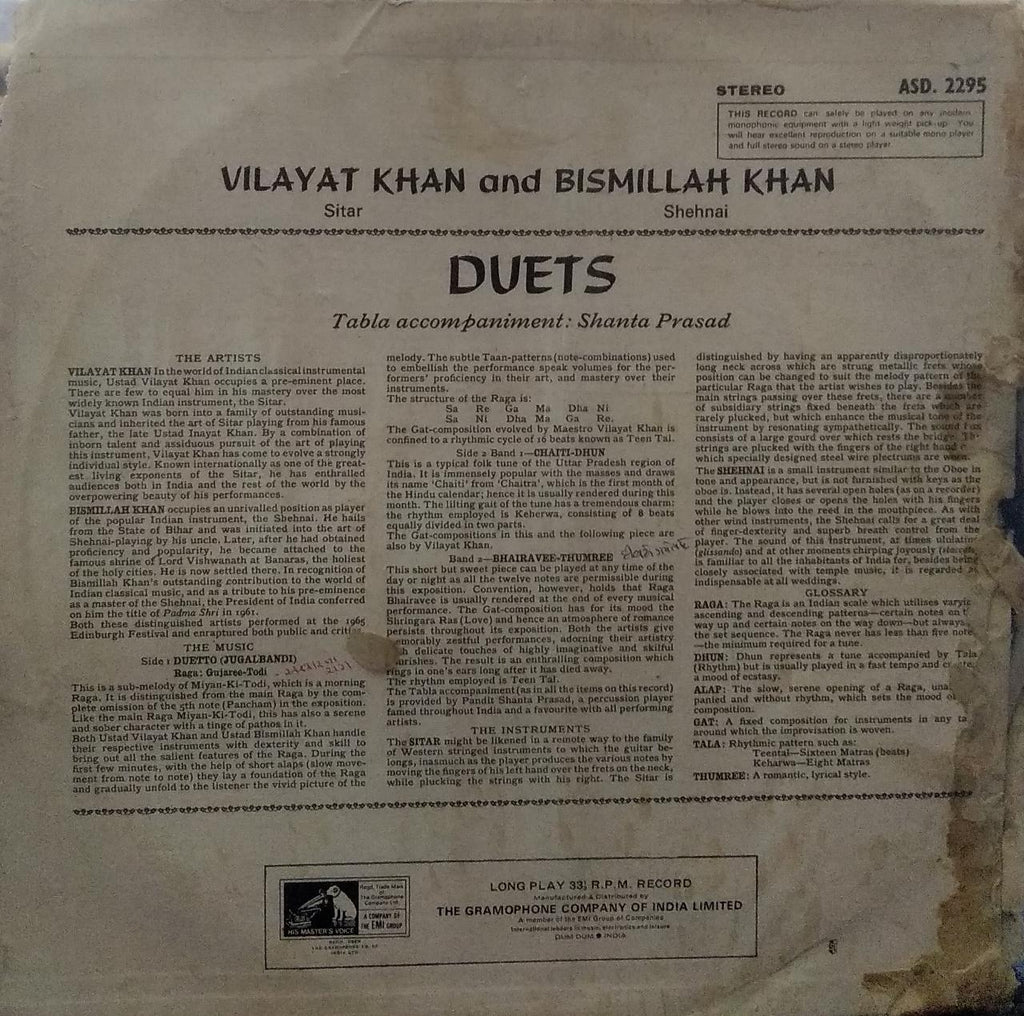 STEREO
ASD. 2295
THIS RECORD can safely be played on any modern
monophonic equipment with a light weight pick-up. You
will hear excellent reproduction on a suitable mono player
and full stereo sound on a stereo player.
VILAYAT KHAN and BISMILLAH KHAN
Sitar
Shehnai
DUETS
Tabla accompaniment: Shanta Prasad
THE ARTISTS
VILAYAT KHAN In the world of Indian classical instrumental
music, Ustad Vilayat Khan occupies a pre-eminent place.
There are few to equal him in his mastery over the most
widely known Indian instrument, the Sitar.
Vilayat Khan was born into a family of outstanding musi-
cians and inherited the art of Sitar playing from his famous
father, the late Ustad Inayat Khan. By a combination of
inborn talent and assiduous pursuit of the art of playing
this instrument, Vilayat Khan has come to evolve a strongly
individual style. Known internationally as one of the great-
est living exponents of the Sitar, he has enthralled
audiences both in India and the rest of the world by the
overpowering beauty of his performances.
BISMILLAH KHAN occupies an unrivalled position as player
of the popular Indian instrument, the Shehnai. He hails
from the State of Bihar and was initiated into the art of
Shehnai-playing by his uncle. Later, after he had obtained
proficiency and popularity, he became attached to the
famous shrine of Lord Vishwanath at Banaras, the holiest
of the holy cities. He is now settled there. In recognition of
Bismillah Khan's outstanding contribution to the world of
Indian classical music, and as a tribute to his pre-eminence
as a master of the Shehnai, the President of India conferred
on him the title of Padma Shri in 1961.
Both these distinguished artists performed at the 1965
Edinburgh Festival and enraptured both public and criti
THE MUSIC
Side 1 DUETTO (JUGALBANDI)
Raga: Gujaree-Todi
This is a sub-melody of Miyan-Ki-Todi, which is a morning
Raga. It is distinguished from the main Raga by the com-
plete omission of the 5th note (Pancham) in the exposition.
Like the main Raga Miyan-Ki-Todi, this has also a serene
and sober character with a tinge of pathos in it.
Both Ustad Vilayat Khan and Ustad Bismillah Khan handle
their respective instruments with dexterity and skill to
bring out all the salient features of the Raga. During the
first few minutes, with the help of short alaps (slow move-
ment from note to note) they lay a foundation of the Raga
and gradually unfold to the listener the vivid picture of the
melody. The subtle Taan-patterns (note-combinations) used
to embellish the performance speak volumes for the per-
formers' proficiency in their art, and mastery over their
instruments.
The structure of the Raga is:
Sa Re Ga Ma Dha Ni
Sa Ni Dha Ma Ga Re.
The Gat-composition evolved by Maestro Vilayat Khan is
confined to a rhythmic cycle of 16 beats known as Teen Tal.
Side 2 Band 1—CHAITI-DHUN
This is a typical folk tune of the Uttar Pradesh region of
India. It is immensely popular with the masses and draws
its name 'Chaiti' from 'Chaitra', which is the first month of
the Hindu calendar; hence it is usually rendered during this
month. The lilting gait of the tune has a tremendous charm;
the rhythm employed is Keherwa, consisting of 8 beats
equally divided in two parts.
The Gat-compositions in this and the following piece are
also by Vilayat Khan.
Band 2—BHAIRAVEE-THUMREE
This short but sweet piece can be played at any time of the
day or night as all the twelve notes are permissible during
this exposition. Convention, however, holds that Raga
Bhairavee is usually rendered at the end of every musical
performance. The Gat-composition has for its mood the
Shringara Ras (Love) and hence an atmosphere of romance
persists throughout its exposition. Both the artists give
emorably zestful performances, adorning their artistry
h delicate touches of highly imaginative and skilful
urishes. The result is an enthralling composition which
rings in one's ears long after it has died away.
The rhythm employed is Teen Tal.
The Tabla accompaniment (as in all the items on this record)
is provided by Pandit Shanta Prasad, a percussion player
famed throughout India and a favourite with all performing
artists.
THE INSTRUMENTS
The SITAR might be likened in a remote way to the family
of Western stringed instruments to which the guitar be-
longs, inasmuch as the player produces the various notes by
moving the fingers of his left hand over the frets on the neck,
while plucking the strings with his right. The Sitar is
distinguished by having an apparently disproportionately
long neck across which are strung metallic frets whose
position can be changed to suit the melody pattern of the
particular Raga that the artist wishes to play. Besides the
main strings passing over these frets, there are a number
of subsidiary strings fixed beneath the frets which are
rarely plucked, but which enhance the musical tone of the
instrument by resonating sympathetically. The sound box
consists of a large gourd over which rests the bridge. Th
strings are plucked with the fingers of the right hand
which specially designed steel wire plectrums are worn.
The SHEHNAI is a small instrument similar to the Oboe in
tone and appearance, but is not furnished with keys as the
oboe is. Instead, it has several open holes (as on a recorder)
and the player closes or opens the holes with his fingers
while he blows into the reed in the mouthpiece. As with
other wind instruments, the Shehnai calls for a great deal
of finger-dexterity and superb breath control from the
player. The sound of this instrument, at times ululating
(glissando) and at other moments chirping joyously
is familiar to all the inhabitants of India for, besides being
closely associated with temple music, it is regarded as
indispensable at all weddings.
GLOSSARY
RAGA: The Raga is an Indian scale which utilises varyi
ascending and descending patterns—certain notes on t
way up and certain notes on the way down—but always
the set sequence. The Raga never has less than five note
—the minimum required for a tune.
DHUN: Dhun represents a tune accompanied by Tala
(Rhythm) but is usually played in a fast tempo and creates
a mood of ecstasy.
ALAP: The slow, serene opening of a Raga, una
panied and without rhythm, which sets the mood o
composition.
GAT: A fixed composition for instruments in any ta
around which the improvisation is woven.
TALA: Rhythmic pattern such as:
Teental—Sixteen Matras (beats)
Keharwa—Eight Matras
THUMREE: A romantic, lyrical style.
HIS MASTER'S VOICE
Regd. Trade Mark
of
The Gramophone
Company Ltd.
A COMPANY OF
THE EMI GROUP
LONG PLAY 33⅓ R.P.M. RECORD
Manufactured & Distributed by
THE GRAMOPHONE COMPANY OF INDIA LIMITED
A member of the EMI Group of Companies
International leaders in music, electronics and leisure
DUM DUM ● INDIA